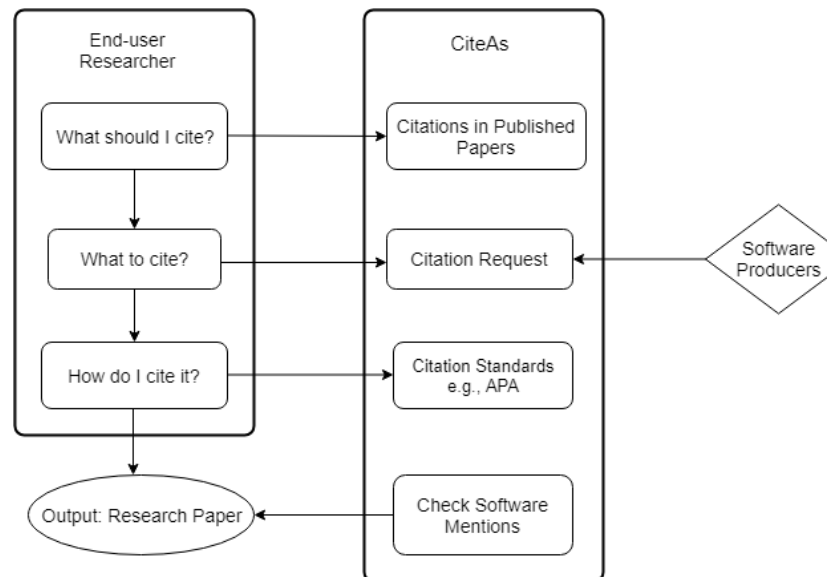 End-user
Researcher
What should I cite?
What to cite?
How do I cite it?
Output: Research Paper
CiteAs
Citations in Published
Papers
Citation Request
Citation Standards
e.g., APA
Check Software
Mentions
Software
Producers